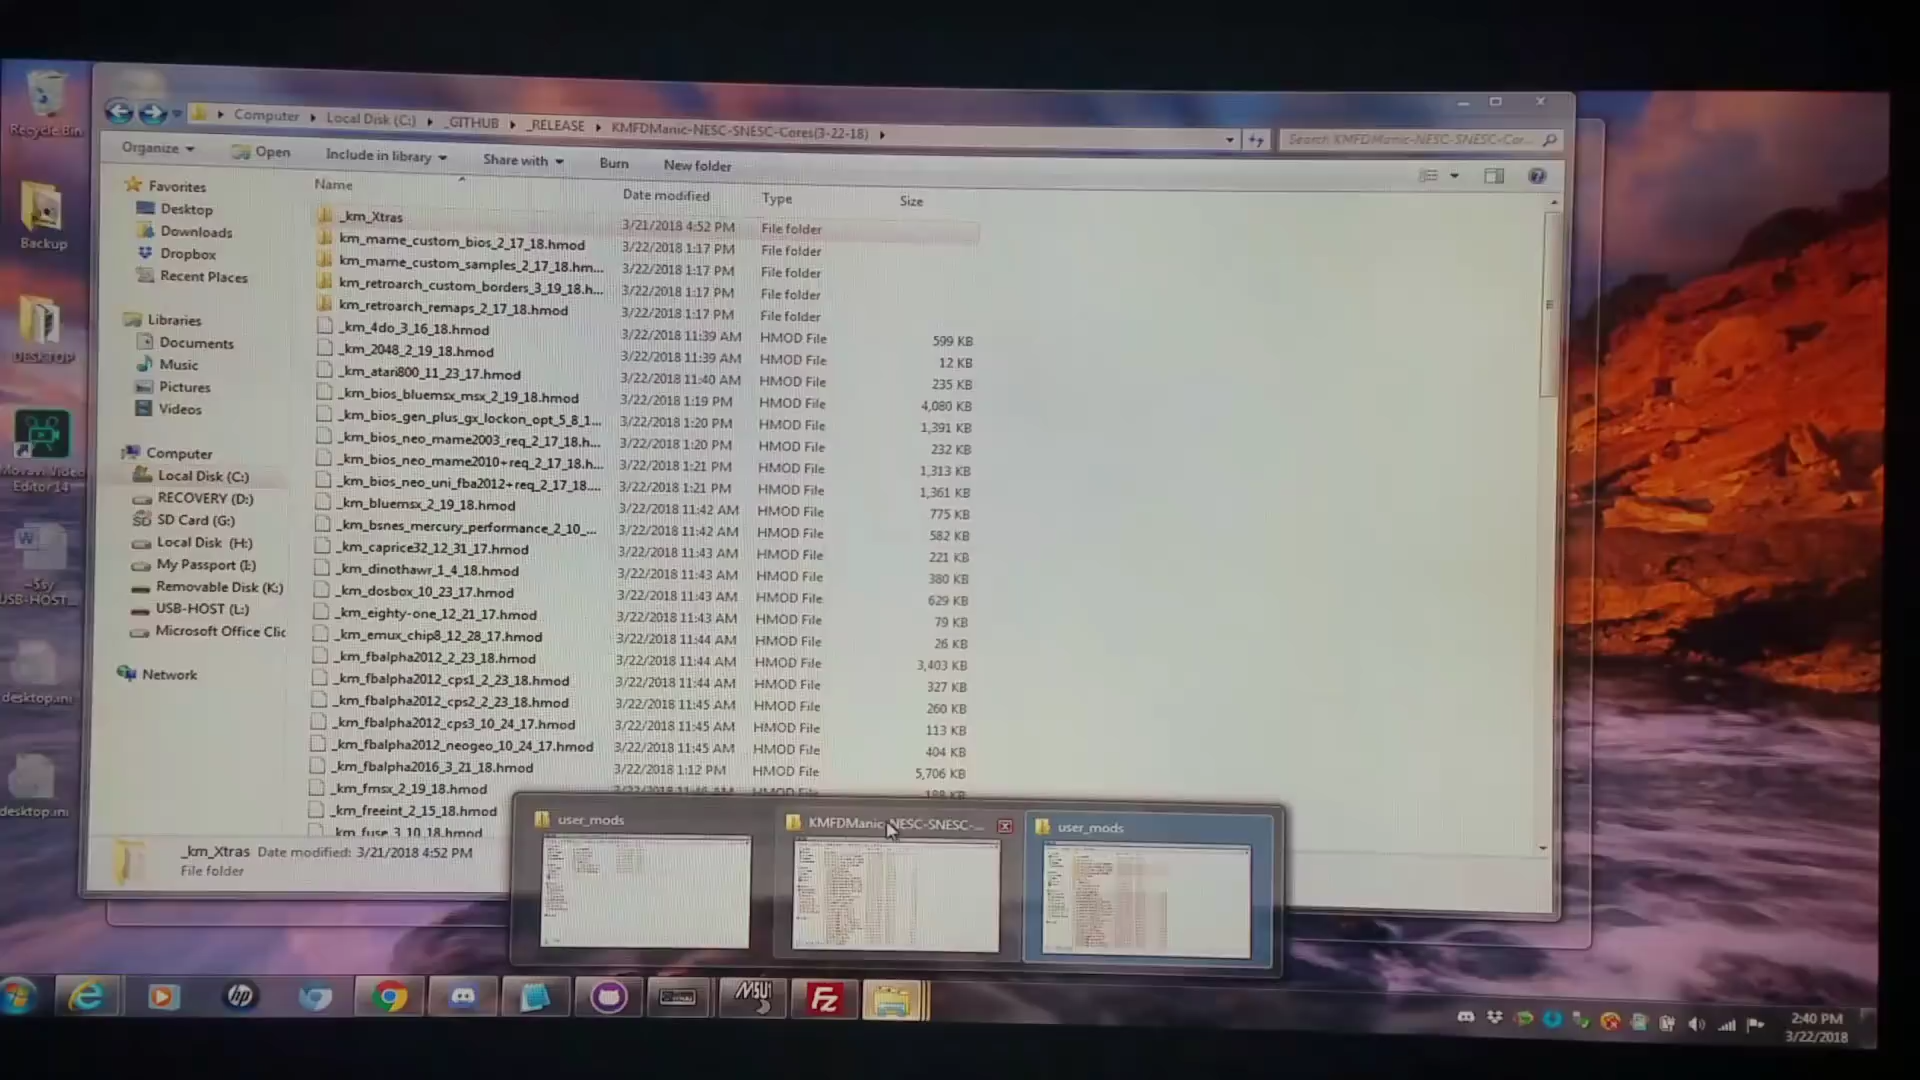 Recycle Bin
Backup
DESKTOP
Movavi Video
Editor14
USB-HOST...
desktop.ini
desktop.ini
Computer
Local Disk (C:)
_GITHUB
_RELEASE
KMFDManic-NESC-SNESC-Cores(3-22-18)
Search KMFDManic-NESC-SNESC-Cor...
Organize
Open
Include in library
Share with
Burn
New folder
Favorites
Desktop
Downloads
Dropbox
Recent Places
Libraries
Documents
Music
Pictures
Videos
Computer
Local Disk (C:)
RECOVERY (D:)
SD Card (G:)
Local Disk (H:)
My Passport (I:)
Removable Disk (K:)
USB-HOST (L:)
Microsoft Office Clic
Network
Name Date modified Type Size
_km_Xtras 3/21/2018 4:52 PM File folder
km_mame_custom_bios_2_17_18.hmod 3/22/2018 1:17 PM File folder
km_mame_custom_samples_2_17_18.hm... 3/22/2018 1:17 PM File folder
km_retroarch_custom_borders_3_19_18.h... 3/22/2018 1:17 PM File folder
km_retroarch_remaps_2_17_18.hmod 3/22/2018 1:17 PM File folder
_km_4do_3_16_18.hmod 3/22/2018 11:39 AM HMOD File 599 KB
_km_2048_2_19_18.hmod 3/22/2018 11:39 AM HMOD File 12 KB
_km_atari800_11_23_17.hmod 3/22/2018 11:40 AM HMOD File 235 KB
_km_bios_bluemsx_msx_2_19_18.hmod 3/22/2018 1:19 PM HMOD File 4,080 KB
_km_bios_gen_plus_gx_lockon_opt_5_8_1... 3/22/2018 1:20 PM HMOD File 1,391 KB
_km_bios_neo_mame2003_req_2_17_18.h... 3/22/2018 1:20 PM HMOD File 232 KB
_km_bios_neo_mame2010+req_2_17_18.h... 3/22/2018 1:21 PM HMOD File 1,313 KB
_km_bios_neo_uni_fba2012+req_2_17_18.... 3/22/2018 1:21 PM HMOD File 1,361 KB
_km_bluemsx_2_19_18.hmod 3/22/2018 11:42 AM HMOD File 775 KB
_km_bsnes_mercury_performance_2_10_... 3/22/2018 11:42 AM HMOD File 582 KB
_km_caprice32_12_31_17.hmod 3/22/2018 11:43 AM HMOD File 221 KB
_km_dinothawr_1_4_18.hmod 3/22/2018 11:43 AM HMOD File 380 KB
_km_dosbox_10_23_17.hmod 3/22/2018 11:43 AM HMOD File 629 KB
_km_eighty-one_12_21_17.hmod 3/22/2018 11:43 AM HMOD File 79 KB
_km_emux_chip8_12_28_17.hmod 3/22/2018 11:44 AM HMOD File 26 KB
_km_fbalpha2012_2_23_18.hmod 3/22/2018 11:44 AM HMOD File 3,403 KB
_km_fbalpha2012_cps1_2_23_18.hmod 3/22/2018 11:44 AM HMOD File 327 KB
_km_fbalpha2012_cps2_2_23_18.hmod 3/22/2018 11:45 AM HMOD File 260 KB
_km_fbalpha2012_cps3_10_24_17.hmod 3/22/2018 11:45 AM HMOD File 113 KB
_km_fbalpha2012_neogeo_10_24_17.hmod 3/22/2018 11:45 AM HMOD File 404 KB
_km_fbalpha2016_3_21_18.hmod 3/22/2018 1:12 PM HMOD File 5,706 KB
_km_fmsx_2_19_18.hmod 3/22/2018 11:46 AM HMOD File 188 KB
_km_freeint_2_15_18.hmod
_km_fuse_3_10_18.hmod
_km_Xtras Date modified: 3/21/2018 4:52 PM
File folder
user_mods
KMFDManic-NESC-SNESC-...
user_mods
hp
MSU1
FZ
2:40 PM
3/22/2018